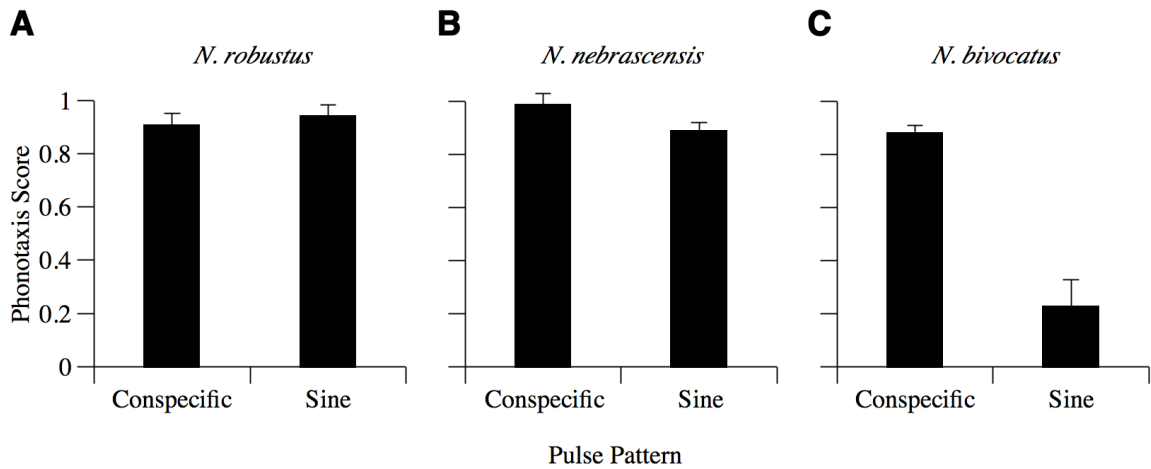 A
B
C
N. robustus
N. nebrascensis
N. bivocatus
Phonotaxis Score
1
0.8
0.6
0.4
0.2
0
Conspecific Sine
Conspecific Sine
Conspecific Sine
Pulse Pattern